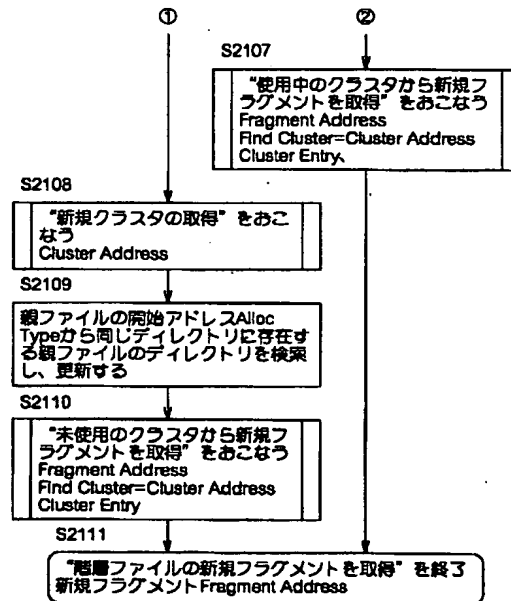 ① ②
S2107
“使用中のクラスタから新規フ
ラグメントを取得”をおこなう
Fragment Address
Find Cluster=Cluster Address
Cluster Entry、
S2108
“新規クラスタの取得”をおこ
なう
Cluster Address
S2109
親ファイルの開始アドレスAlloc
Typeから同じディレクトリに存在す
る親ファイルのディレクトリを検索
し、更新する
S2110
“未使用のクラスタから新規フ
ラグメントを取得”をおこなう
Fragment Address
Find Cluster=Cluster Address
Cluster Entry
S2111
“階層ファイルの新規フラグメントを取得”を終了
新規フラグメントFragment Address